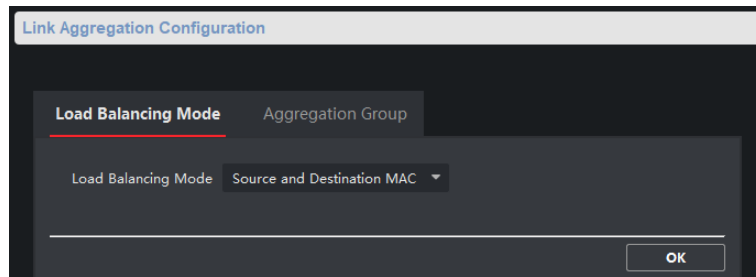 Link Aggregation Configuration
Load Balancing Mode Aggregation Group
Load Balancing Mode Source and Destination MAC
OK